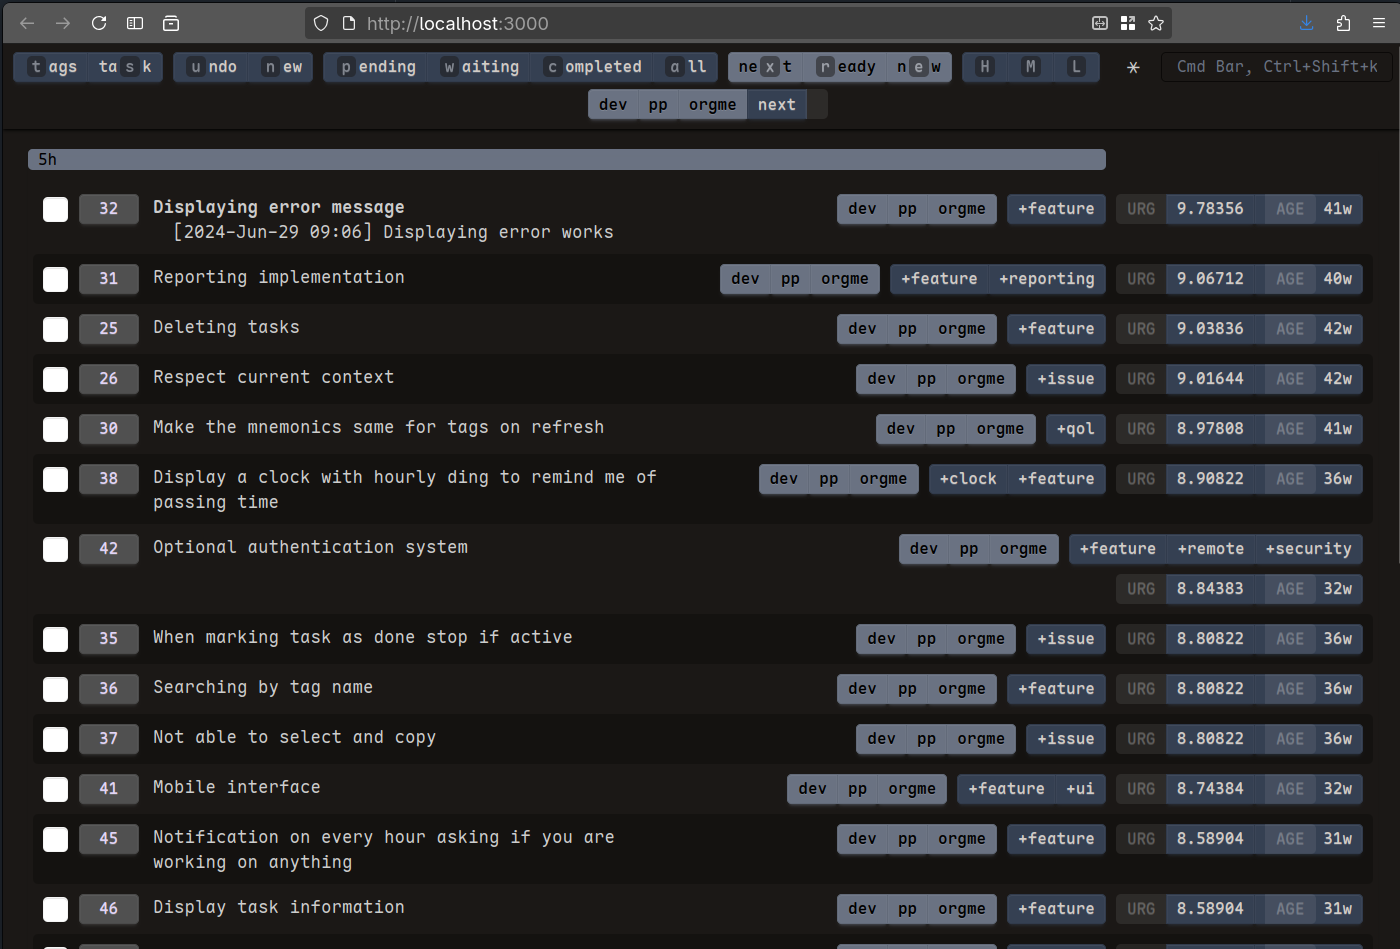 http://localhost:3000
tags task undo new pending waiting completed all next ready new H M L * Cmd Bar, Ctrl+Shift+k
dev pp orgme next
5h
32 Displaying error message dev pp orgme +feature URG 9.78356 AGE 41w
[2024-Jun-29 09:06] Displaying error works
31 Reporting implementation dev pp orgme +feature +reporting URG 9.06712 AGE 40w
25 Deleting tasks dev pp orgme +feature URG 9.03836 AGE 42w
26 Respect current context dev pp orgme +issue URG 9.01644 AGE 42w
30 Make the mnemonics same for tags on refresh dev pp orgme +qol URG 8.97808 AGE 41w
38 Display a clock with hourly ding to remind me of dev pp orgme +clock +feature URG 8.90822 AGE 36w
passing time
42 Optional authentication system dev pp orgme +feature +remote +security
URG 8.84383 AGE 32w
35 When marking task as done stop if active dev pp orgme +issue URG 8.80822 AGE 36w
36 Searching by tag name dev pp orgme +feature URG 8.80822 AGE 36w
37 Not able to select and copy dev pp orgme +issue URG 8.80822 AGE 36w
41 Mobile interface dev pp orgme +feature +ui URG 8.74384 AGE 32w
45 Notification on every hour asking if you are dev pp orgme +feature URG 8.58904 AGE 31w
working on anything
46 Display task information dev pp orgme +feature URG 8.58904 AGE 31w